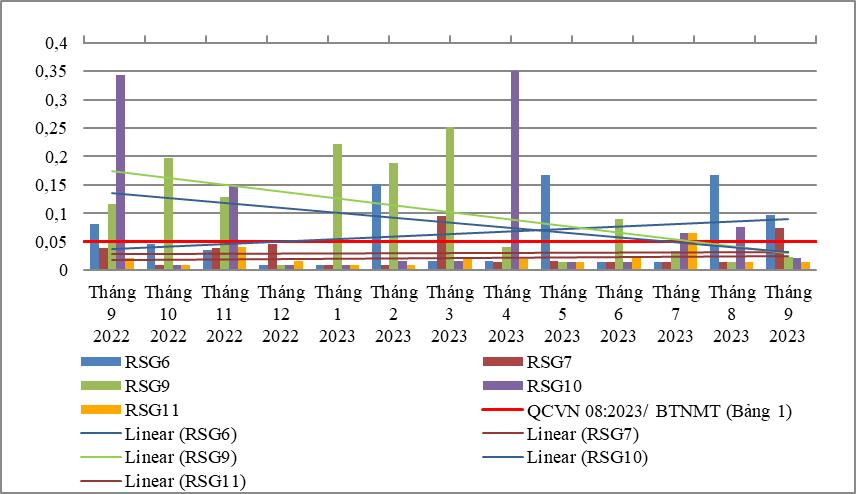 0,4
0,35
0,3
0,25
0,2
0,15
0,1
0,05
0
Tháng Tháng Tháng Tháng Tháng Tháng Tháng Tháng Tháng Tháng Tháng Tháng Tháng
9 10 11 12 1 2 3 4 5 6 7 8 9
2022 2022 2022 2022 2023 2023 2023 2023 2023 2023 2023 2023 2023
RSG6 RSG7
RSG9 RSG10
RSG11 QCVN 08:2023/ BTNMT (Bảng 1)
Linear (RSG6) Linear (RSG7)
Linear (RSG9) Linear (RSG10)
Linear (RSG11)